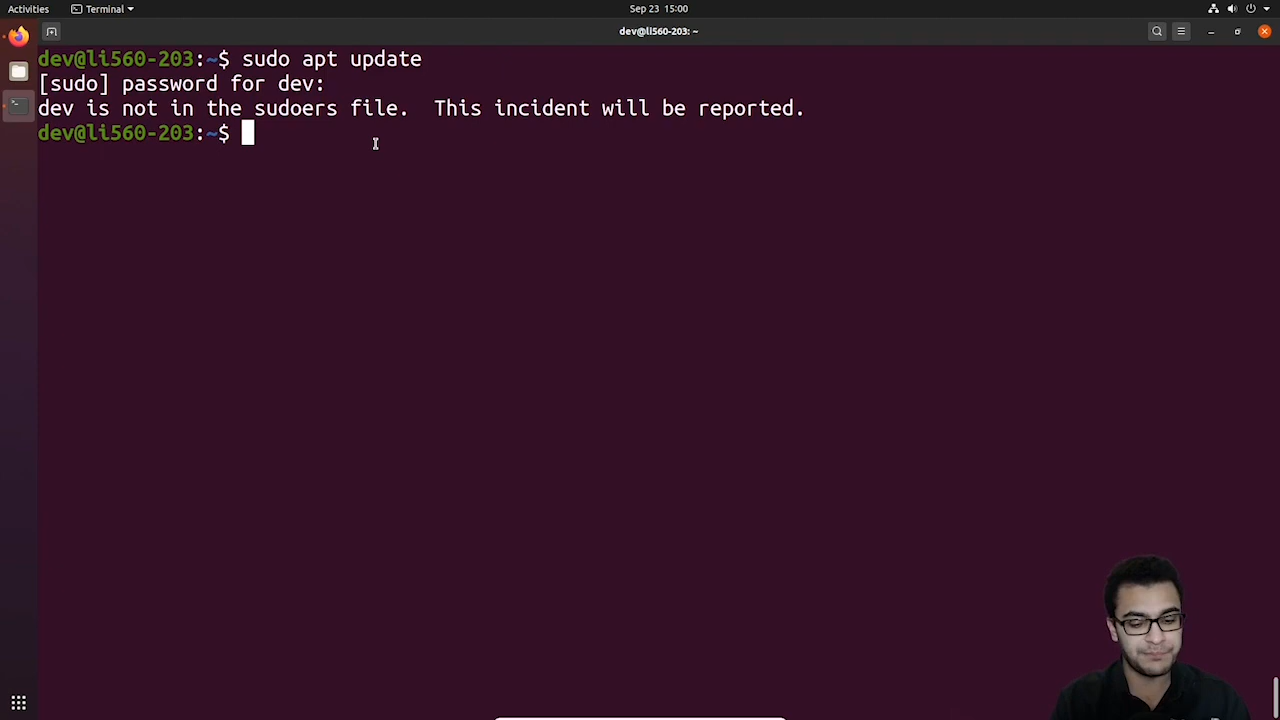 Activities
Terminal
Sep 23 15:00
dev@li560-203: ~
dev@li560-203:~$ sudo apt update
[sudo] password for dev:
dev is not in the sudoers file.  This incident will be reported.
dev@li560-203:~$